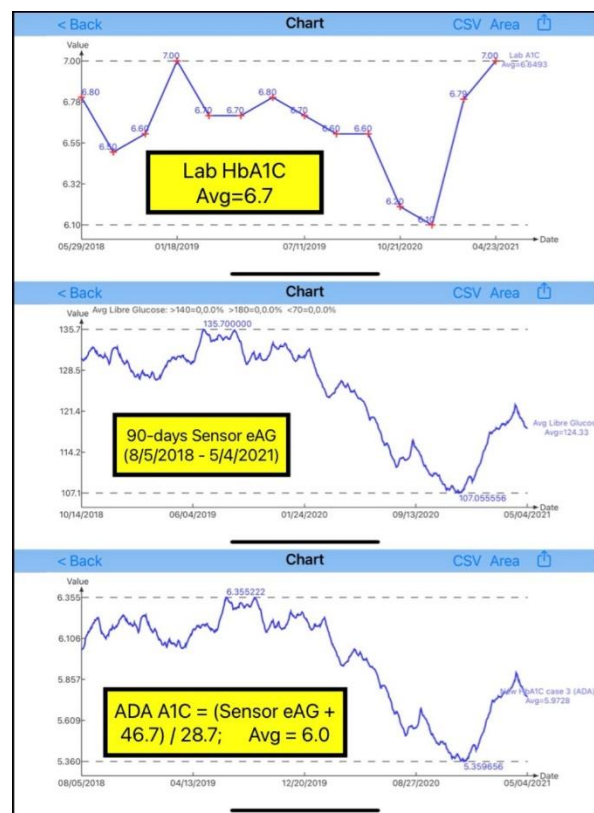 < Back Chart CSV Area
Value
7.00 7.00 7.00 Lab A1C
Avg=6.6493
6.78 6.80 6.80 6.79
6.70 6.70 6.70
6.60 6.60 6.60
6.55 6.50
Lab HbA1C
Avg=6.7
6.32
6.20
6.10 6.10
Date
05/29/2018 01/18/2019 07/11/2019 10/21/2020 04/23/2021
< Back Chart CSV Area
Value Avg Libre Glucose: >140=0,0.0% >180=0,0.0% <70=0,0.0%
135.7 135.700000
128.5
121.4
Avg Libre Glucose
Avg=124.33
90-days Sensor eAG
(8/5/2018 - 5/4/2021)
114.2
107.1 107.055556
Date
10/14/2018 06/04/2019 01/24/2020 09/13/2020 05/04/2021
< Back Chart CSV Area
Value
6.355 6.355222
6.106
5.857
New HbA1C case 3 (ADA)
Avg=5.9728
ADA A1C = (Sensor eAG +
46.7) / 28.7; Avg = 6.0
5.609
5.360 5.359656
Date
08/05/2018 04/13/2019 12/20/2019 08/27/2020 05/04/2021